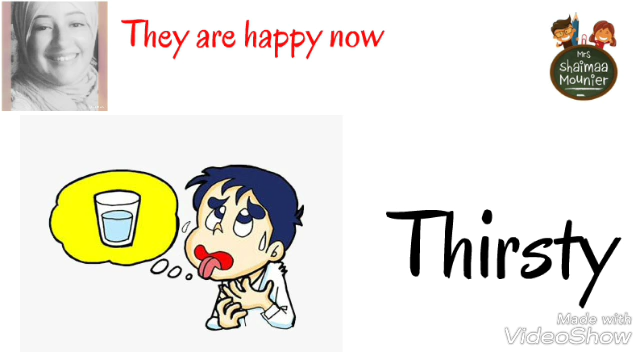 They are happy now
Mrs
Shaimaa
Mounier
Thirsty
Made with
VideoShow